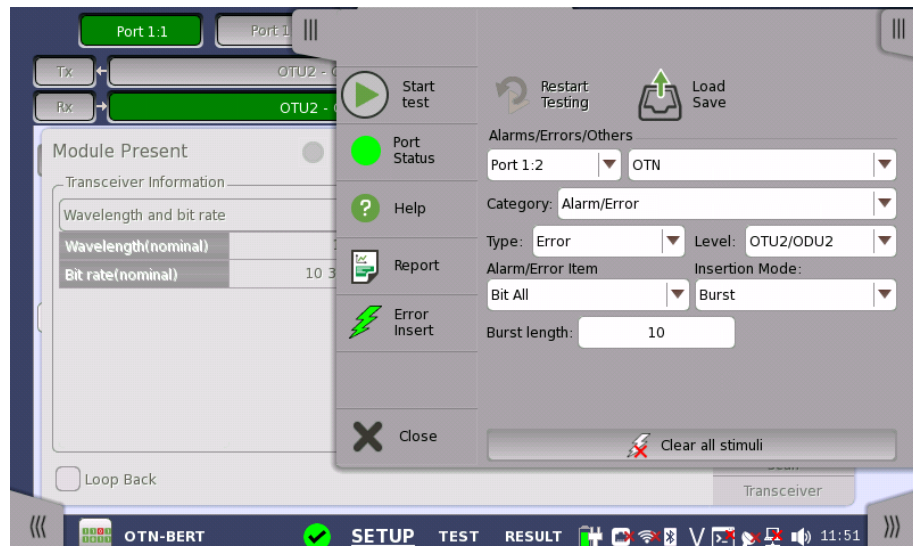 Port 1:1
Port 1
Tx
OTU2 -
Rx
OTU2 -
Module Present
Transceiver Information
Wavelength and bit rate
Wavelength(nominal)
Bit rate(nominal)
10 3
Loop Back
Transceiver
Start
test
Port
Status
Help
Report
Error
Insert
Close
Restart
Testing
Load
Save
Alarms/Errors/Others
Port 1:2
OTN
Category: Alarm/Error
Type: Error
Level: OTU2/ODU2
Alarm/Error Item
Insertion Mode:
Bit All
Burst
Burst length: 10
Clear all stimuli
OTN-BERT
SETUP TEST RESULT
11:51